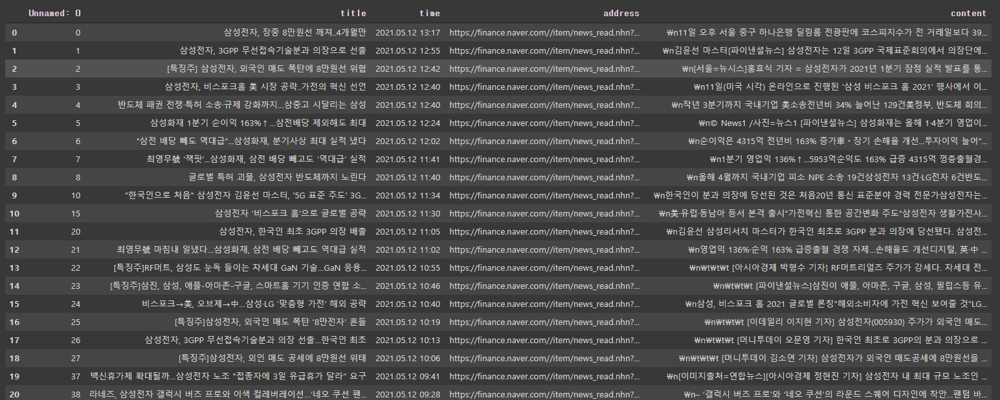 Unnamed: 0 title time address content
0 0 삼성전자, 장중 8만원선 깨져..4개월만 2021.05.12 13:17 https://finance.naver.com//item/news_read.nhn?... ₩n11일 오후 서울 중구 하나은행 딜링룸 전광판에 코스피지수가 전 거래일보다 39...
1 1 삼성전자, 3GPP 무선접속기술분과 의장으로 선출 2021.05.12 12:55 https://finance.naver.com//item/news_read.nhn?... ₩n김윤선 마스터[파이낸셜뉴스] 삼성전자는 12일 3GPP 국제표준회의에서 의장단에...
2 2 [특징주] 삼성전자, 외국인 매도 폭탄에 8만원선 위협 2021.05.12 12:42 https://finance.naver.com//item/news_read.nhn?... ₩n[서울=뉴시스]홍효식 기자 = 삼성전자가 2021년 1분기 잠정 실적 발표를 통...
3 3 삼성전자, 비스포크홈 美 시장 공략..가전의 혁신 선언 2021.05.12 12:40 https://finance.naver.com//item/news_read.nhn?... ₩n11일(미국 시각) 온라인으로 진행된 '삼성 비스포크 홈 2021' 행사에서 이...
4 4 반도체 패권 전쟁·특허 소송·규제 강화까지...삼중고 시달리는 삼성 2021.05.12 12:40 https://finance.naver.com//item/news_read.nhn?... ₩n작년 3분기까지 국내기업 美소송전년비 34% 늘어난 129건美정부, 반도체 회의...
5 5 삼성화재 1분기 순이익 163%↑...삼전배당 제외해도 최대 2021.05.12 12:24 https://finance.naver.com//item/news_read.nhn?... ₩n© News1 /사진=뉴스1 [파이낸셜뉴스] 삼성화재는 올해 1·4분기 영업이...
6 6 “삼전 배당 빼도 역대급”...삼성화재, 분기사상 최대 실적 냈다 2021.05.12 12:02 https://finance.naver.com//item/news_read.nhn?... ₩n순이익은 4315억 전년비 163% 증가車・장기 손해율 개선...투자이익 늘어“...
7 7 최영무號 ‘잭팟’...삼성화재, 삼전 배당 빼고도 ‘역대급’ 실적 2021.05.12 11:41 https://finance.naver.com//item/news_read.nhn?... ₩n1분기 영업익 136%↑...5953억순익도 163% 급증 4315억 껑충출혈경...
8 8 글로벌 특허 괴물, 삼성전자 반도체까지 노린다 2021.05.12 11:40 https://finance.naver.com//item/news_read.nhn?... ₩n올해 4월까지 국내기업 피소 NPE 소송 19건삼성전자 13건·LG전자 6건반도...
9 10 "한국인으로 처음" 삼성전자 김윤선 마스터, '5G 표준 주도' 3G... 2021.05.12 11:34 https://finance.naver.com//item/news_read.nhn?... ₩n한국인이 분과 의장에 당선된 것은 처음20년 통신 표준분야 경력 전문가삼성전자는...
10 15 삼성전자 ‘비스포크 홈’으로 글로벌 공략 2021.05.12 11:30 https://finance.naver.com//item/news_read.nhn?... ₩n美·유럽·동남아 등서 본격 출시“가전혁신 통한 공간변화 주도”삼성전자 생활가전사...
11 20 삼성전자, 한국인 최초 3GPP 의장 배출 2021.05.12 11:05 https://finance.naver.com//item/news_read.nhn?... ₩n김윤선 삼성리서치 마스터가 한국인 최초로 3GPP 분과 의장에 당선됐다. 삼성전...
12 21 최영무號 마침내 일냈다...삼성화재, 삼전 배당 빼고도 역대급 실적 2021.05.12 11:02 https://finance.naver.com//item/news_read.nhn?... ₩n영업익 136%·순익 163% 급증출혈 경쟁 자제...손해율도 개선디지털, 英·中 ...
13 22 [특징주]RF머트, 삼성도 눈독 들이는 차세대 GaN 기술...GaN 응용... 2021.05.12 10:55 https://finance.naver.com//item/news_read.nhn?... ₩n₩t₩t₩t [아시아경제 박형수 기자] RF머트리얼즈 주가가 강세다. 차세대 전...
14 23 [특징주]삼진, 삼성, 애플-아마존-구글, 스마트홈 기기 인증 연합 소... 2021.05.12 10:46 https://finance.naver.com//item/news_read.nhn?... ₩n₩t₩t₩t [파이낸셜뉴스]삼진이 애플, 아마존, 구글, 삼성, 필립스등 유...
15 24 비스포크→美, 오브제→中...삼성·LG '맞춤형 가전' 해외 공략 2021.05.12 10:40 https://finance.naver.com//item/news_read.nhn?... ₩n삼성, 비스포크 홈 2021 글로벌 론칭"해외소비자에 가전 혁신 보여줄 것"LG...
16 25 [특징주]삼성전자, 외국인 매도 폭탄 ‘8만전자’ 흔들 2021.05.12 10:19 https://finance.naver.com//item/news_read.nhn?... ₩n₩t₩t₩t [이데일리 이지현 기자] 삼성전자(005930) 주가가 외국인 매도...
17 26 삼성전자, 3GPP 무선접속기술분과 의장 선출...한국인 최초 2021.05.12 10:13 https://finance.naver.com//item/news_read.nhn?... ₩n₩t₩t₩t [머니투데이 오문영 기자] 한국인 최초로 3GPP의 분과 의장으로 ...
18 27 [특징주]삼성전자, 외인 매도 공세에 8만원선 위태 2021.05.12 10:06 https://finance.naver.com//item/news_read.nhn?... ₩n₩t₩t₩t [머니투데이 김소연 기자] 삼성전자가 외국인 매도공세에 8만원선을 ...
19 37 백신휴가제 확대될까...삼성전자 노조 "접종자에 3일 유급휴가 달라" 요구 2021.05.12 09:41 https://finance.naver.com//item/news_read.nhn?... ₩n[이미지출처=연합뉴스][아시아경제 정현진 기자] 삼성전자 내 최대 규모 노조인 ...
20 38 라네즈, 삼성전자 갤럭시 버즈 프로와 이색 컬레버레이션...‘네오 쿠션 팬... 2021.05.12 09:28 https://finance.naver.com//item/news_read.nhn?... ₩n– ‘갤럭시 버즈 프로’와 ‘네오 쿠션’의 라운드 스퀘어 디자인에 착안...팬텀 바...